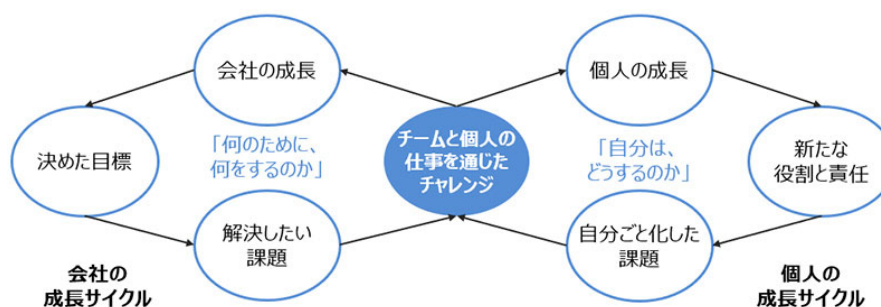 会社の成長
個人の成長
決めた目標
「何のために、
何をするのか」
チームと個人の
仕事を通じた
チャレンジ
「自分は、
どうするのか」
新たな
役割と責任
解決したい
課題
自分ごと化した
課題
会社の
成長サイクル
個人の
成長サイクル